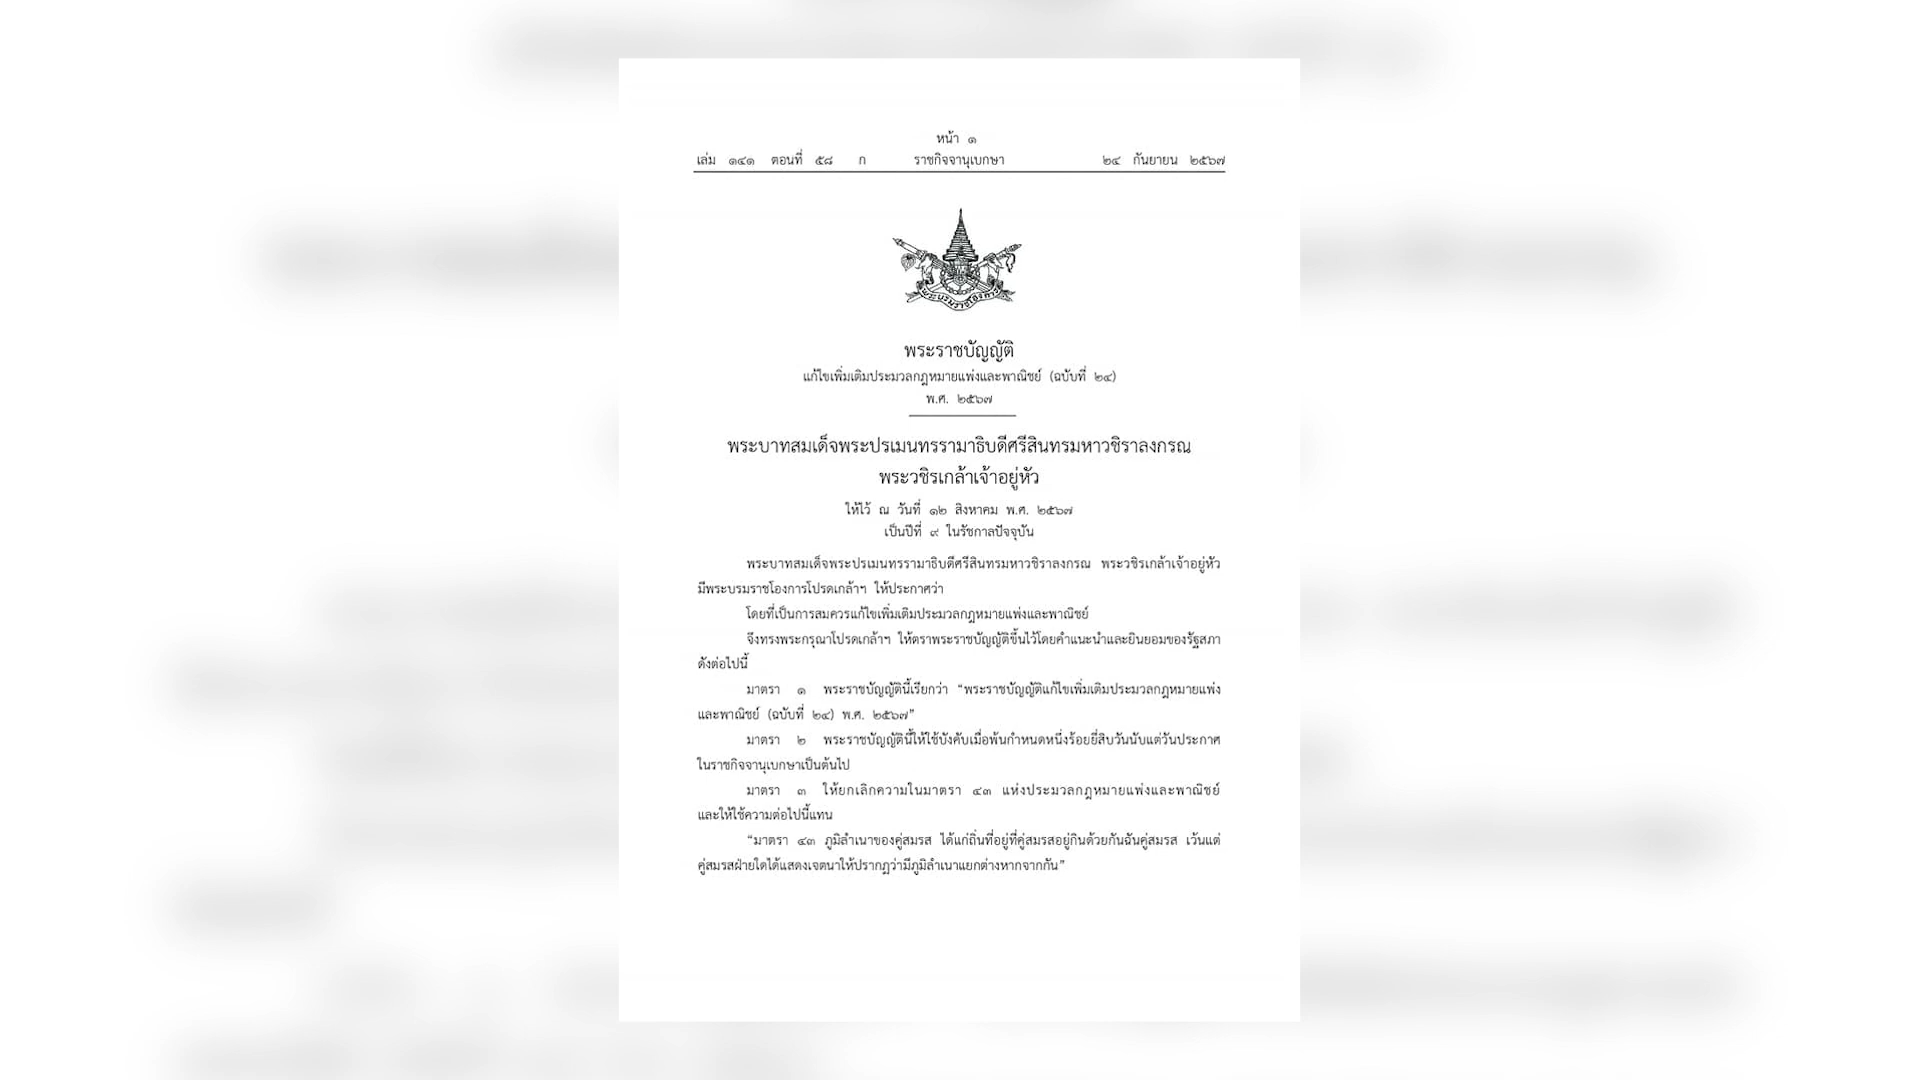 หน้า ๑
เล่ม ๑๔๑ ตอนที่ ๕๘ ก ราชกิจจานุเบกษา ๒๔ กันยายน ๒๕๖๗
พระบรมราชโองการ
พระราชบัญญัติ
แก้ไขเพิ่มเติมประมวลกฎหมายแพ่งและพาณิชย์ (ฉบับที่ ๒๔)
พ.ศ. ๒๕๖๗
พระบาทสมเด็จพระปรเมนทรรามาธิบดีศรีสินทรมหาวชิราลงกรณ
พระวชิรเกล้าเจ้าอยู่หัว
ให้ไว้ ณ วันที่ ๑๒ สิงหาคม พ.ศ. ๒๕๖๗
เป็นปีที่ ๙ ในรัชกาลปัจจุบัน
พระบาทสมเด็จพระปรเมนทรรามาธิบดีศรีสินทรมหาวชิราลงกรณ พระวชิรเกล้าเจ้าอยู่หัว
มีพระบรมราชโองการโปรดเกล้าฯ ให้ประกาศว่า
โดยที่เป็นการสมควรแก้ไขเพิ่มเติมประมวลกฎหมายแพ่งและพาณิชย์
จึงทรงพระกรุณาโปรดเกล้าฯ ให้ตราพระราชบัญญัติขึ้นไว้โดยคำแนะนำและยินยอมของรัฐสภา
ดังต่อไปนี้
มาตรา ๑ พระราชบัญญัตินี้เรียกว่า “พระราชบัญญัติแก้ไขเพิ่มเติมประมวลกฎหมายแพ่ง
และพาณิชย์ (ฉบับที่ ๒๔) พ.ศ. ๒๕๖๗”
มาตรา ๒ พระราชบัญญัตินี้ให้ใช้บังคับเมื่อพ้นกำหนดหนึ่งร้อยยี่สิบวันนับแต่วันประกาศ
ในราชกิจจานุเบกษาเป็นต้นไป
มาตรา ๓ ให้ยกเลิกความในมาตรา ๔๓ แห่งประมวลกฎหมายแพ่งและพาณิชย์
และให้ใช้ความต่อไปนี้แทน
“มาตรา ๔๓ ภูมิลำเนาของคู่สมรส ได้แก่ถิ่นที่อยู่ที่คู่สมรสอยู่กินด้วยกันฉันคู่สมรส เว้นแต่
คู่สมรสฝ่ายใดได้แสดงเจตนาให้ปรากฏว่ามีภูมิลำเนาแยกต่างหากจากกัน”